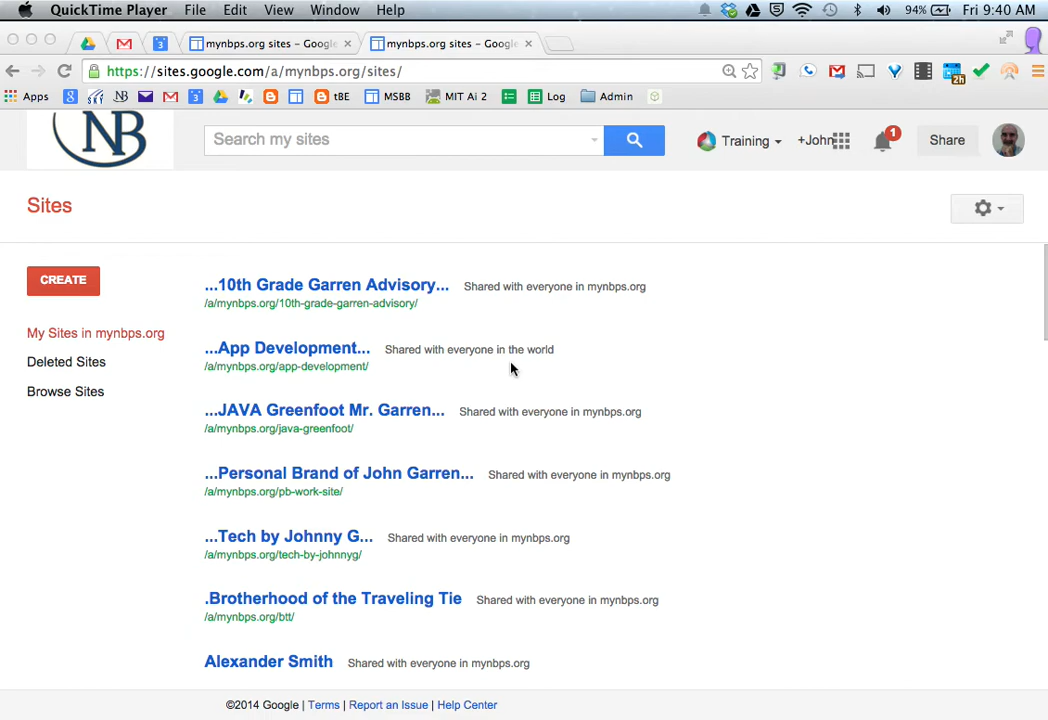 QuickTime Player File Edit View Window Help 94% Fri 9:40 AM
mynbps.org sites - Google mynbps.org sites - Google
https://sites.google.com/a/mynbps.org/sites/
Apps tBE MSBB MIT Ai 2 Log Admin 2h
NB Search my sites Training +John 1 Share
Sites
CREATE
My Sites in mynbps.org
Deleted Sites
Browse Sites
...10th Grade Garren Advisory... Shared with everyone in mynbps.org
/a/mynbps.org/10th-grade-garren-advisory/
...App Development... Shared with everyone in the world
/a/mynbps.org/app-development/
...JAVA Greenfoot Mr. Garren... Shared with everyone in mynbps.org
/a/mynbps.org/java-greenfoot/
...Personal Brand of John Garren... Shared with everyone in mynbps.org
/a/mynbps.org/pb-work-site/
...Tech by Johnny G... Shared with everyone in mynbps.org
/a/mynbps.org/tech-by-johnnyg/
.Brotherhood of the Traveling Tie Shared with everyone in mynbps.org
/a/mynbps.org/btt/
Alexander Smith Shared with everyone in mynbps.org
©2014 Google | Terms | Report an Issue | Help Center